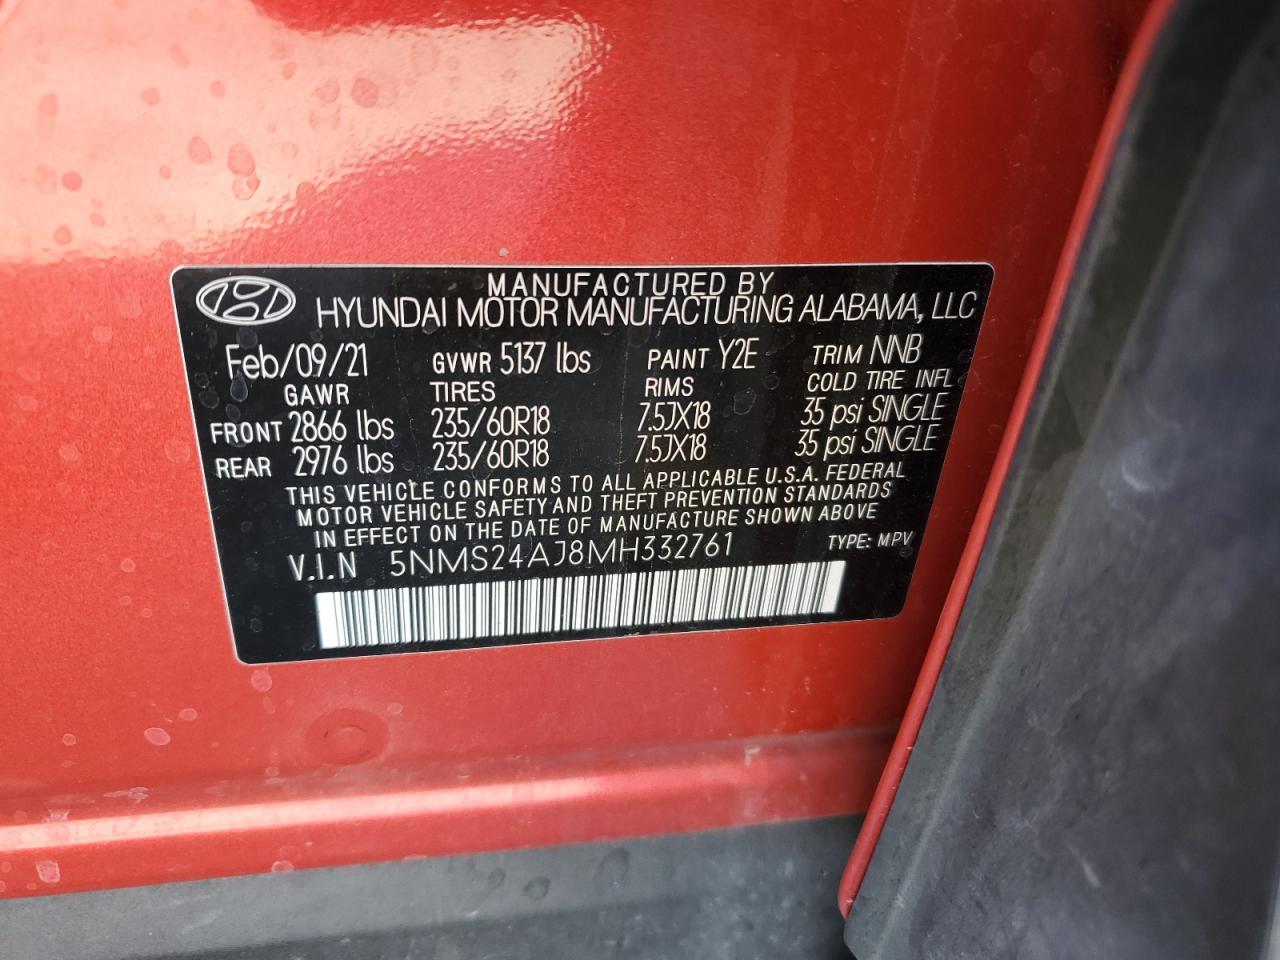 MANUFACTURED BY
HYUNDAI MOTOR MANUFACTURING ALABAMA, LLC
Feb/09/21 GVWR 5137 lbs PAINT Y2E TRIM NNB
GAWR TIRES RIMS COLD TIRE INFL
FRONT 2866 lbs 235/60R18 7.5JX18 35 psi SINGLE
REAR 2976 lbs 235/60R18 7.5JX18 35 psi SINGLE
THIS VEHICLE CONFORMS TO ALL APPLICABLE U.S.A. FEDERAL
MOTOR VEHICLE SAFETY AND THEFT PREVENTION STANDARDS
IN EFFECT ON THE DATE OF MANUFACTURE SHOWN ABOVE
V.I.N 5NMS24AJ8MH332761 TYPE: MPV